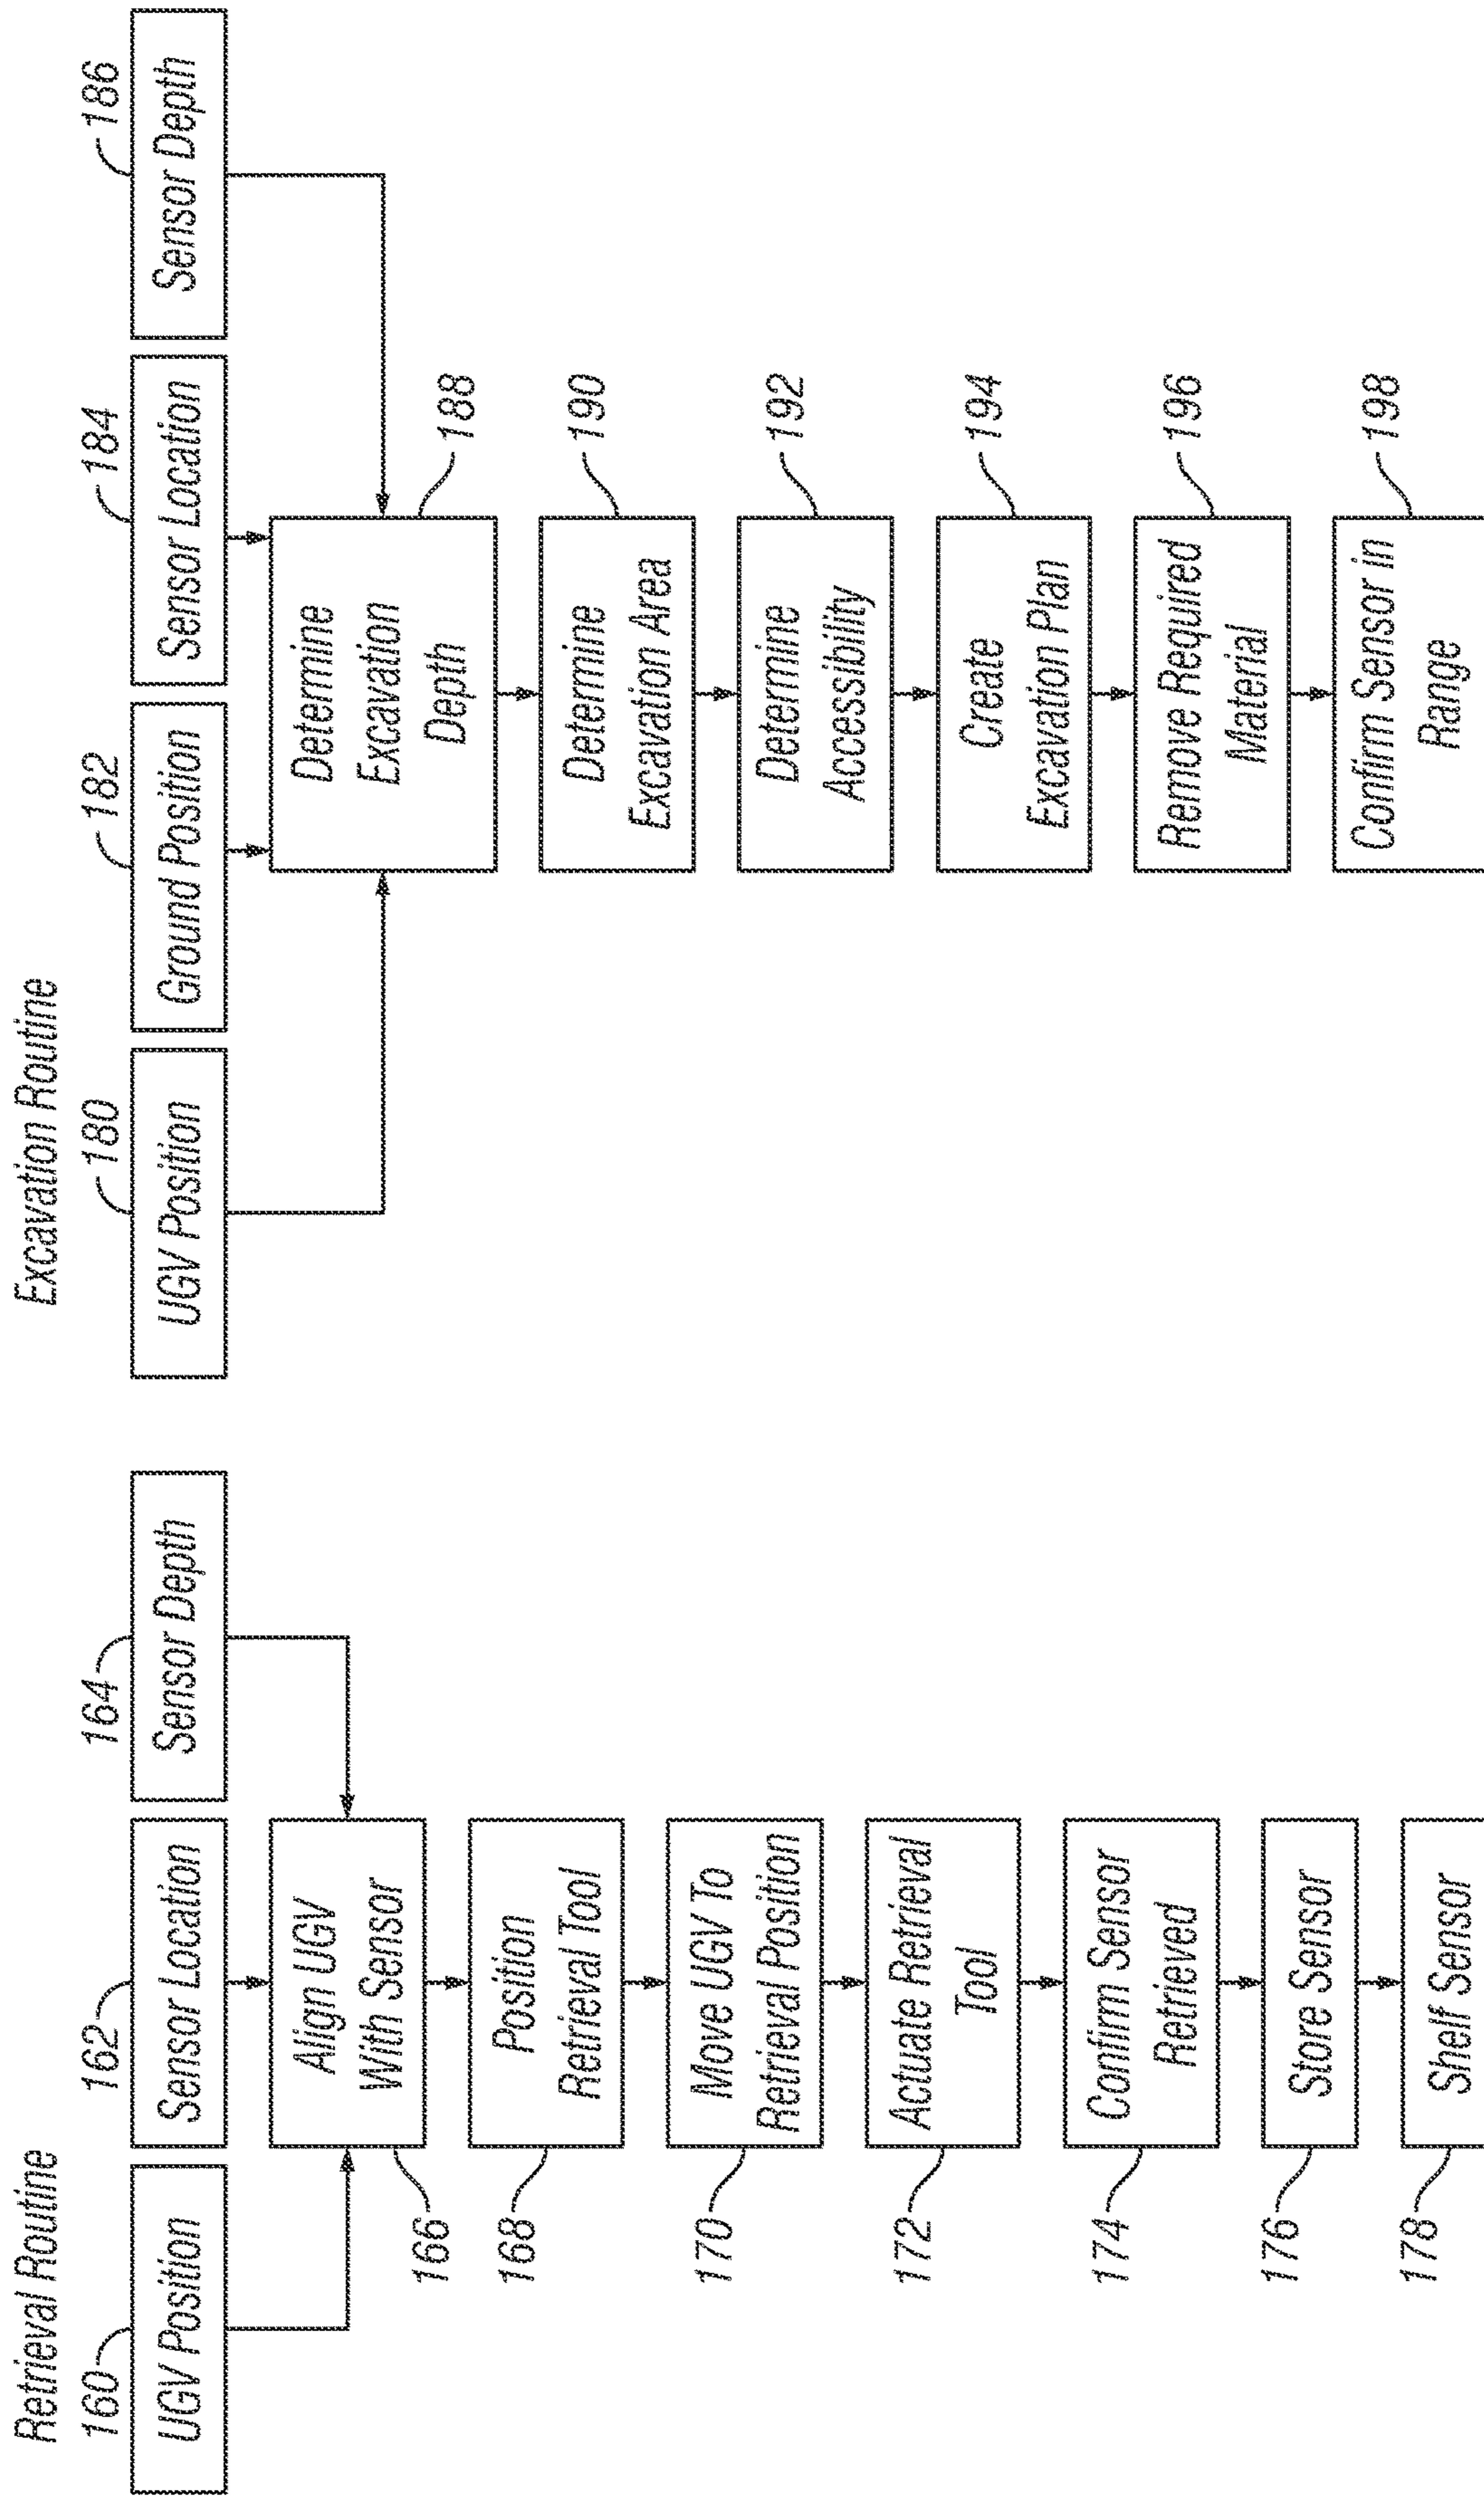 Retrieval Routine
160
162
164
UGV Position
Sensor Location
Sensor Depth
Align UGV
With Sensor
166
Position
Retrieval Tool
168
Move UGV To
Retrieval Position
170
Actuate Retrieval
Tool
172
Confirm Sensor
Retrieved
174
Store Sensor
176
Shelf Sensor
178
Excavation Routine
180
182
184
186
UGV Position
Ground Position
Sensor Location
Sensor Depth
Determine
Excavation
Depth
188
Determine
Excavation Area
190
Determine
Accessibility
192
Create
Excavation Plan
194
Remove Required
Material
196
Confirm Sensor in
Range
198